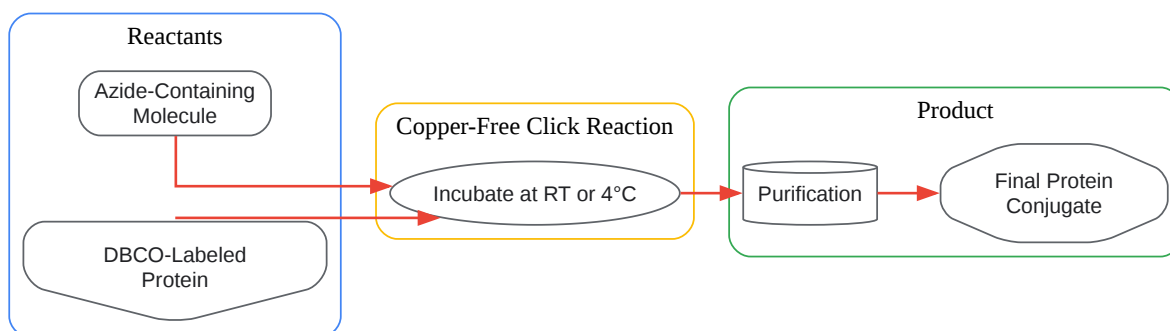 Reactants
Azide-Containing
Molecule
DBCO-Labeled
Protein
Copper-Free Click Reaction
Incubate at RT or 4°C
Product
Purification
Final Protein
Conjugate